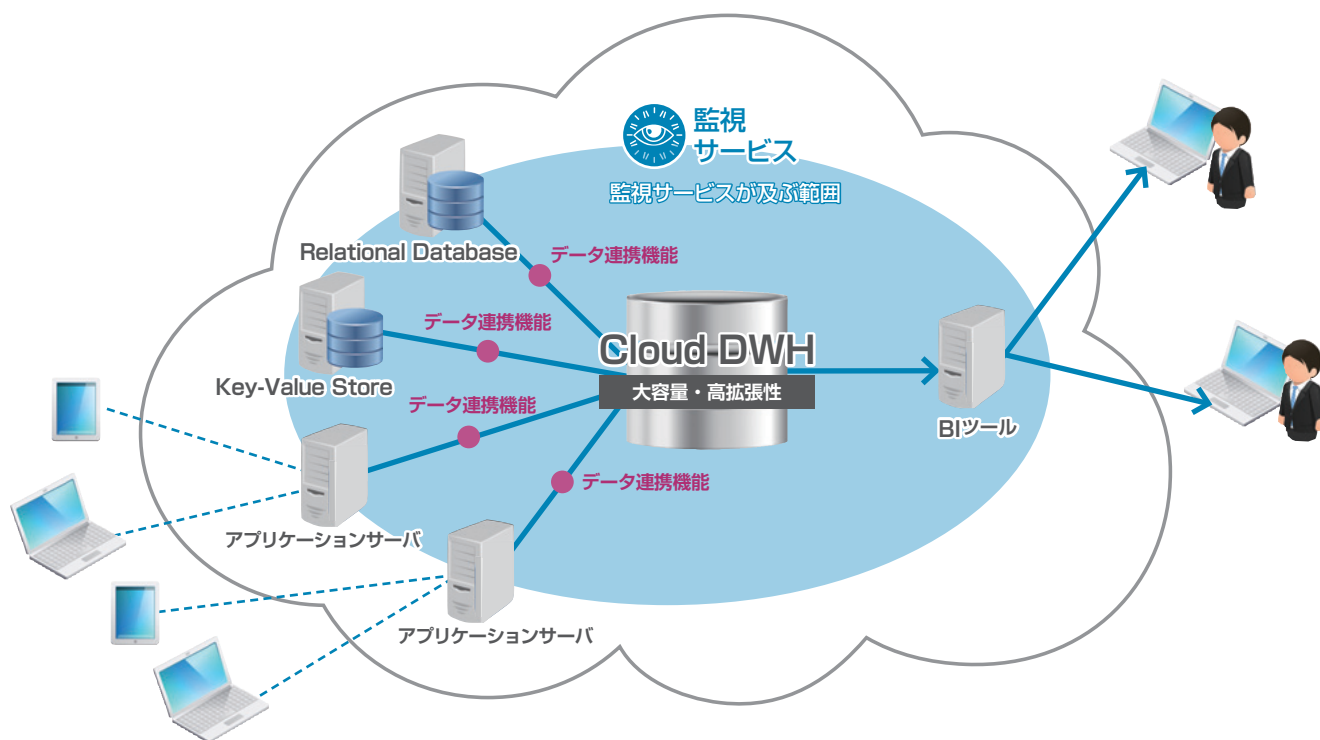 監視
サービス
監視サービスが及ぶ範囲
Relational Database
データ連携機能
データ連携機能
Key-Value Store
データ連携機能
Cloud DWH
大容量・高拡張性
BIツール
データ連携機能
アプリケーションサーバ
アプリケーションサーバ